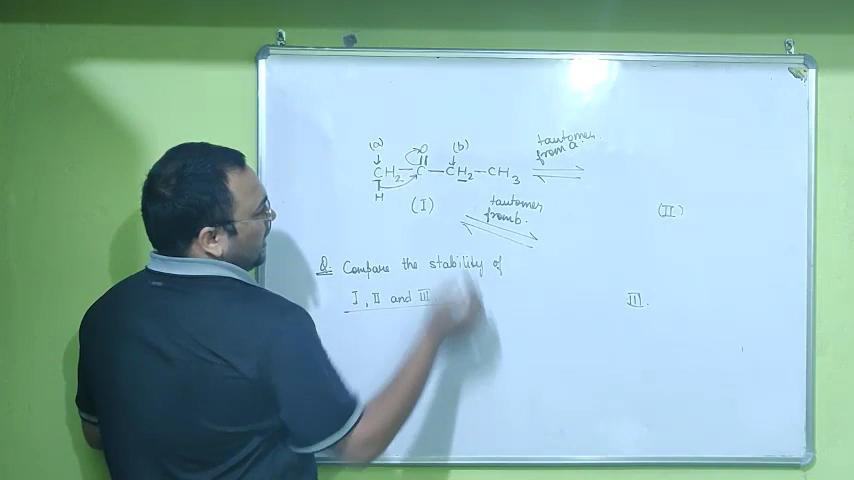 (a) O (b)
CH2—C—CH2—CH3
H
(I)
tautomer
from a.
tautomer
from b.
(II)
Q. Compare the stability of
I, II and III.
III.